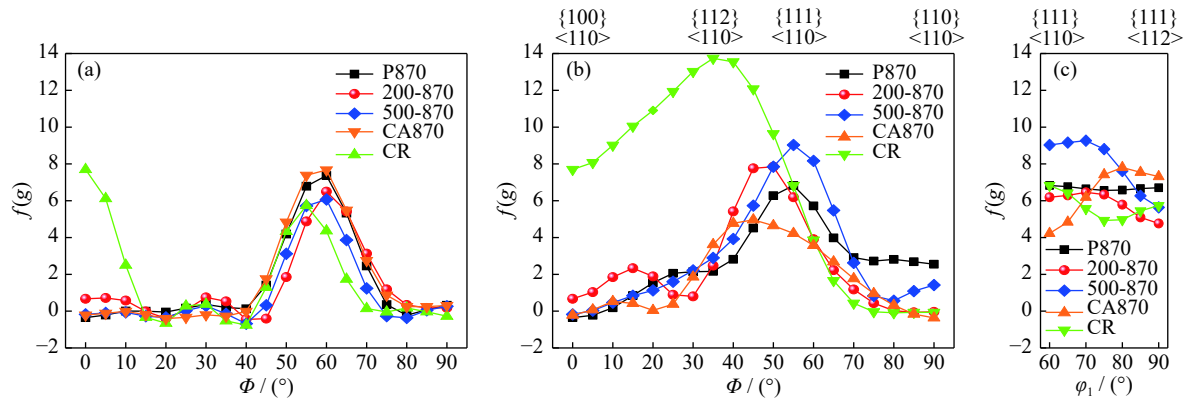 {100} {112} {111} {110} {111} {111}
<110> <110> <110> <110> <110> <112>
14
12
10
8
6
4
2
0
−2
f(g)
(a)
P870
200-870
500-870
CA870
CR
0 10 20 30 40 50 60 70 80 90
Φ / (°)
14
12
10
8
6
4
2
0
−2
f(g)
(b)
P870
200-870
500-870
CA870
CR
0 10 20 30 40 50 60 70 80 90
Φ / (°)
14
12
10
8
6
4
2
0
−2
f(g)
(c)
P870
200-870
500-870
CA870
CR
60 70 80 90
φ₁ / (°)